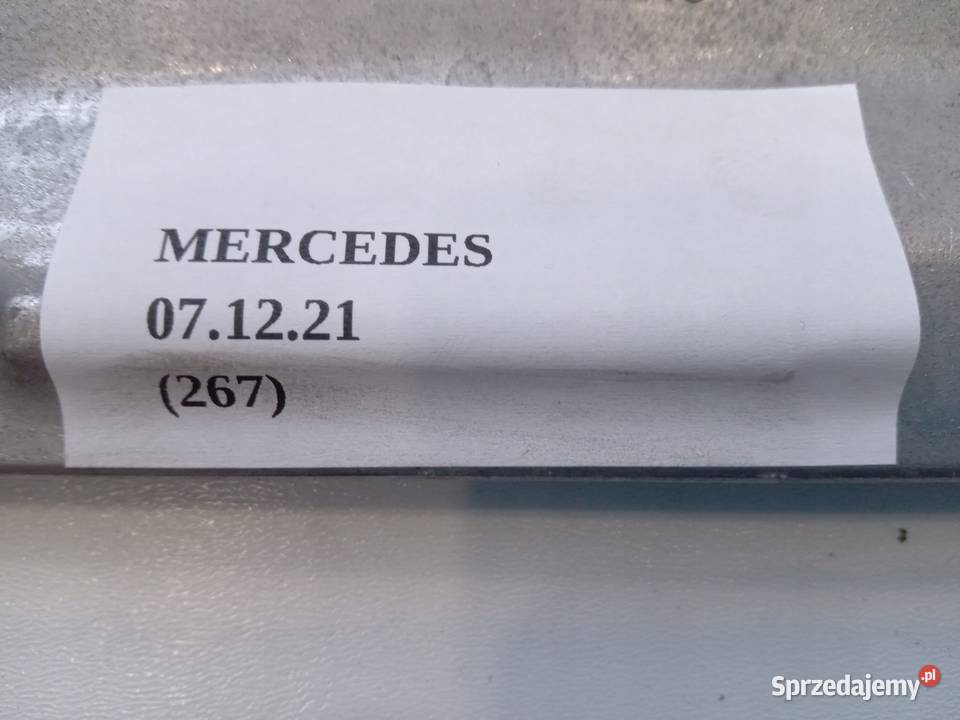 MERCEDES
07.12.21
(267)
Sprzedajemy.pl